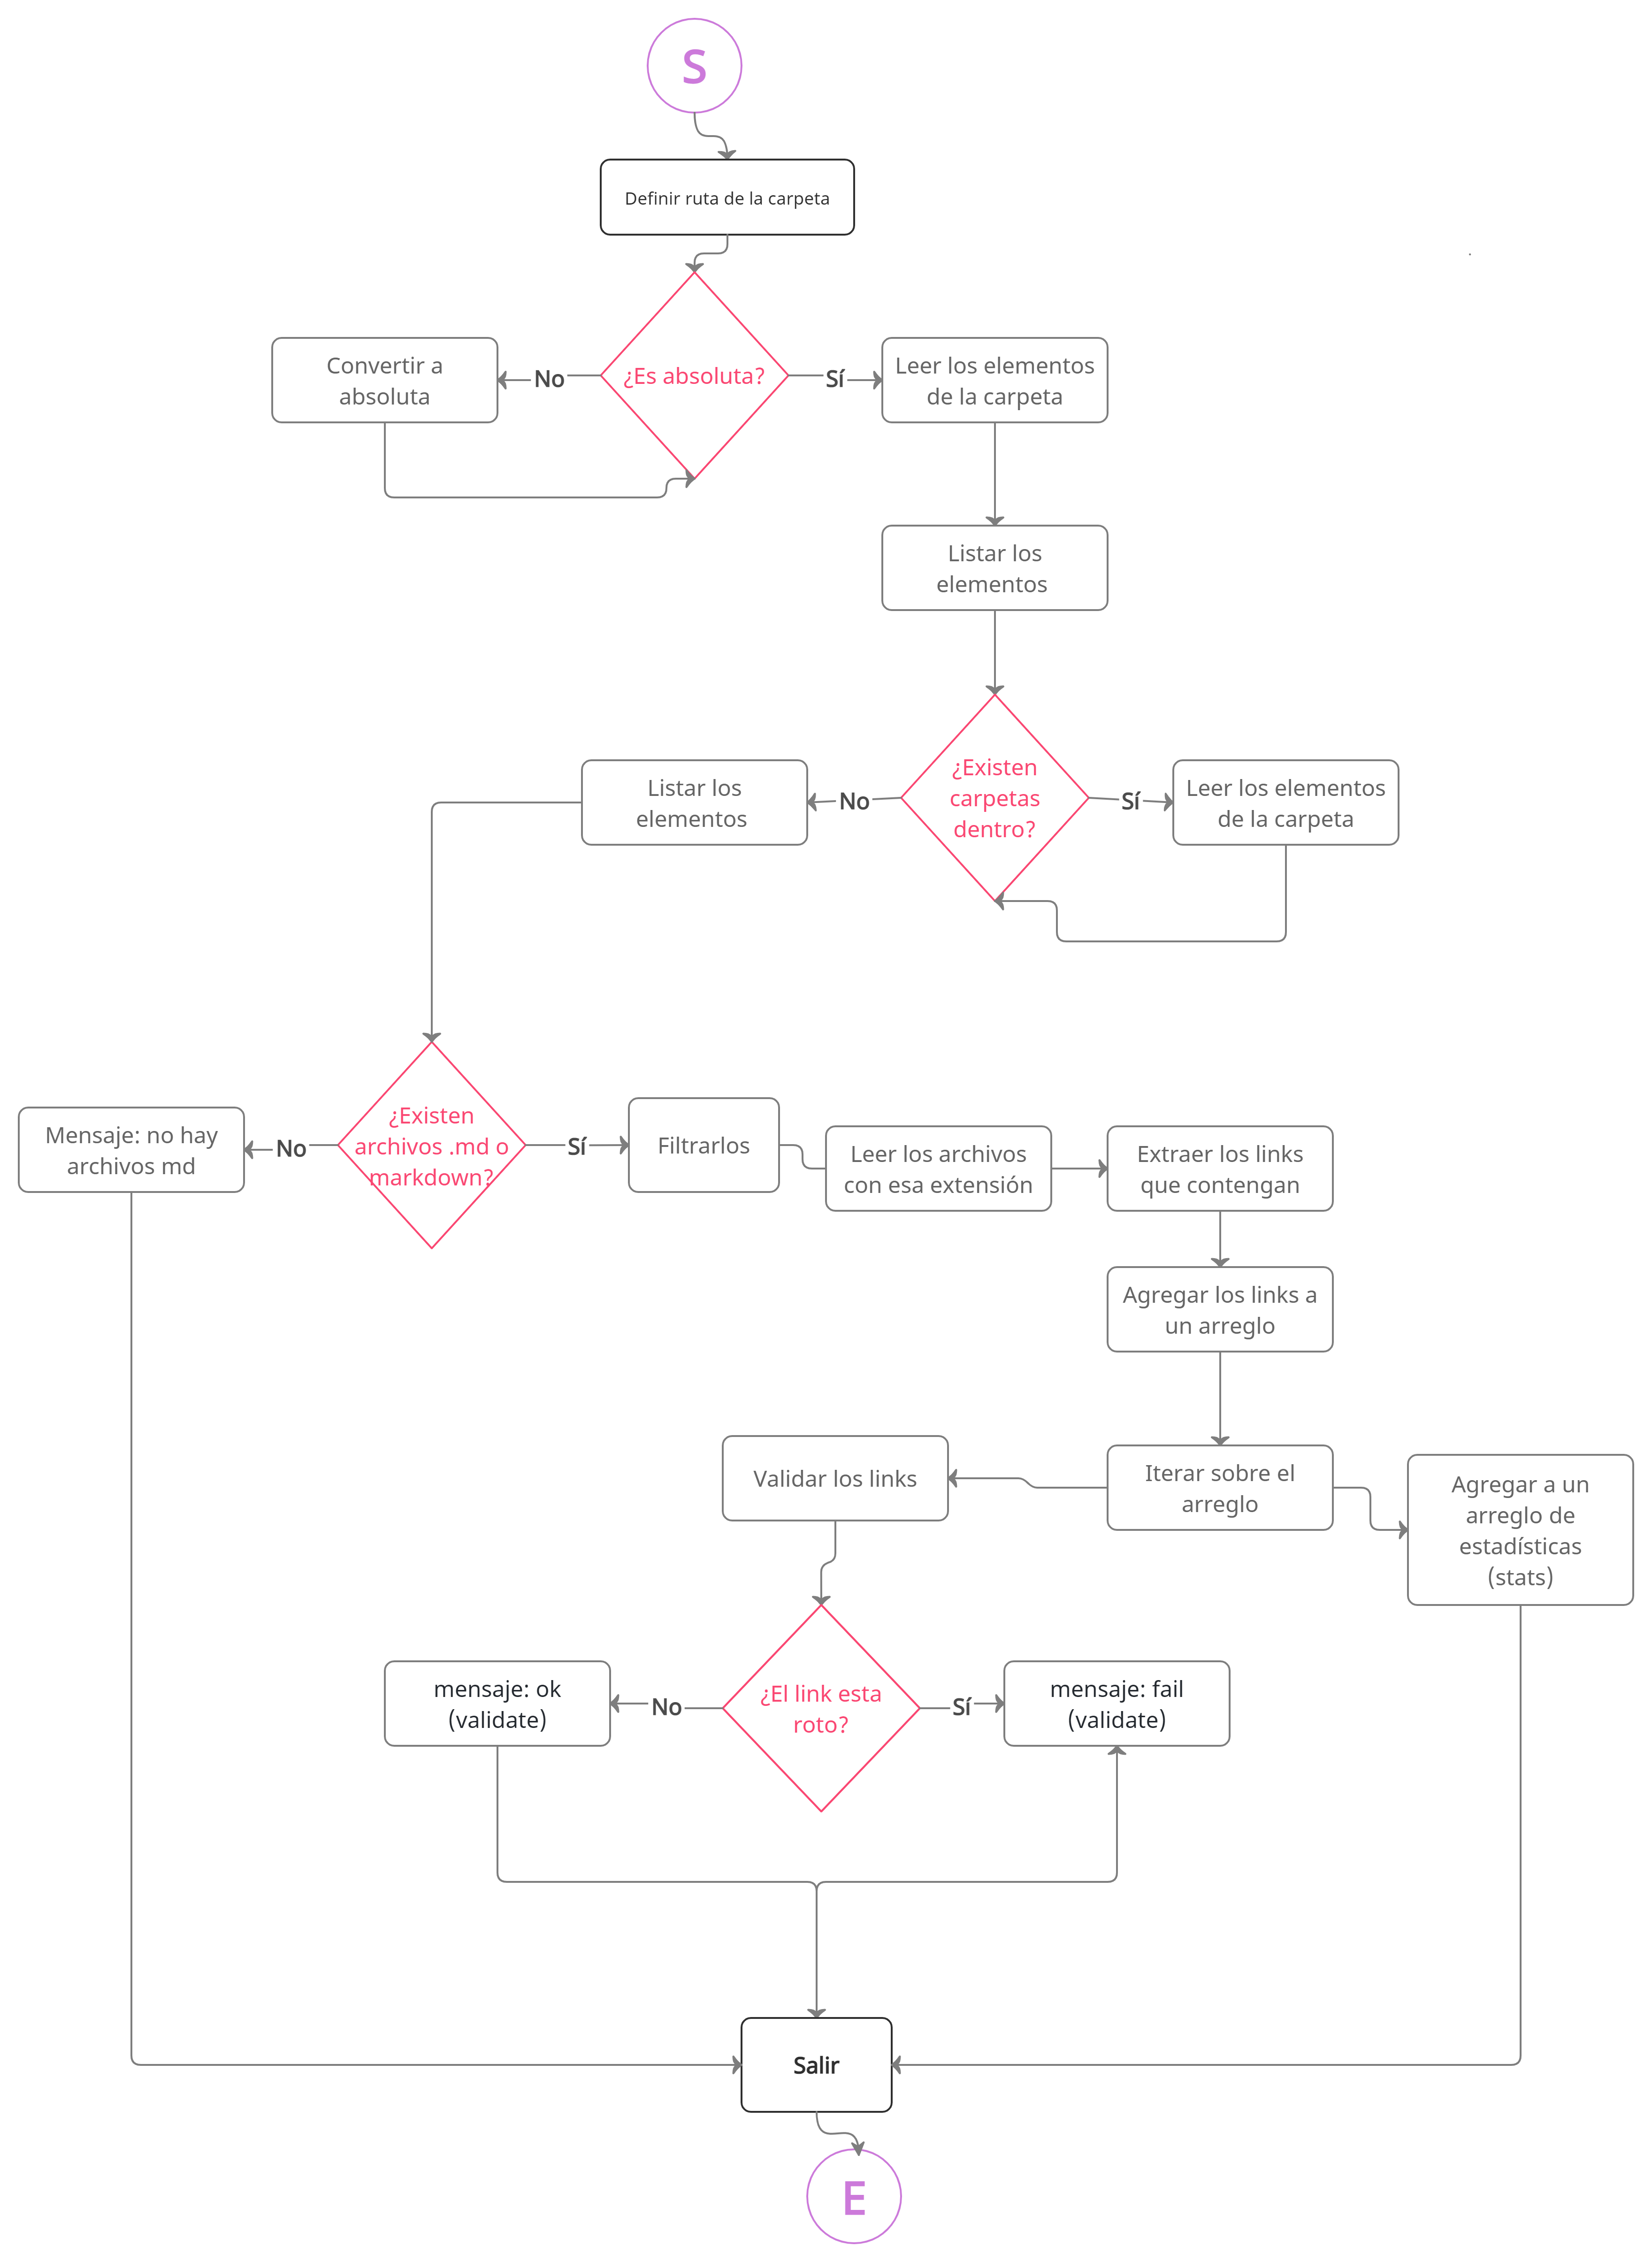 S
Definir ruta de la carpeta
Convertir a
absoluta
No
¿Es absoluta?
Sí
Leer los elementos
de la carpeta
Listar los
elementos
Listar los
elementos
No
¿Existen
carpetas
dentro?
Sí
Leer los elementos
de la carpeta
Mensaje: no hay
archivos md
No
¿Existen
archivos .md o
markdown?
Sí
Filtrarlos
Leer los archivos
con esa extensión
Extraer los links
que contengan
Agregar los links a
un arreglo
Validar los links
Iterar sobre el
arreglo
Agregar a un
arreglo de
estadísticas
(stats)
mensaje: ok
(validate)
No
¿El link esta
roto?
Sí
mensaje: fail
(validate)
Salir
E